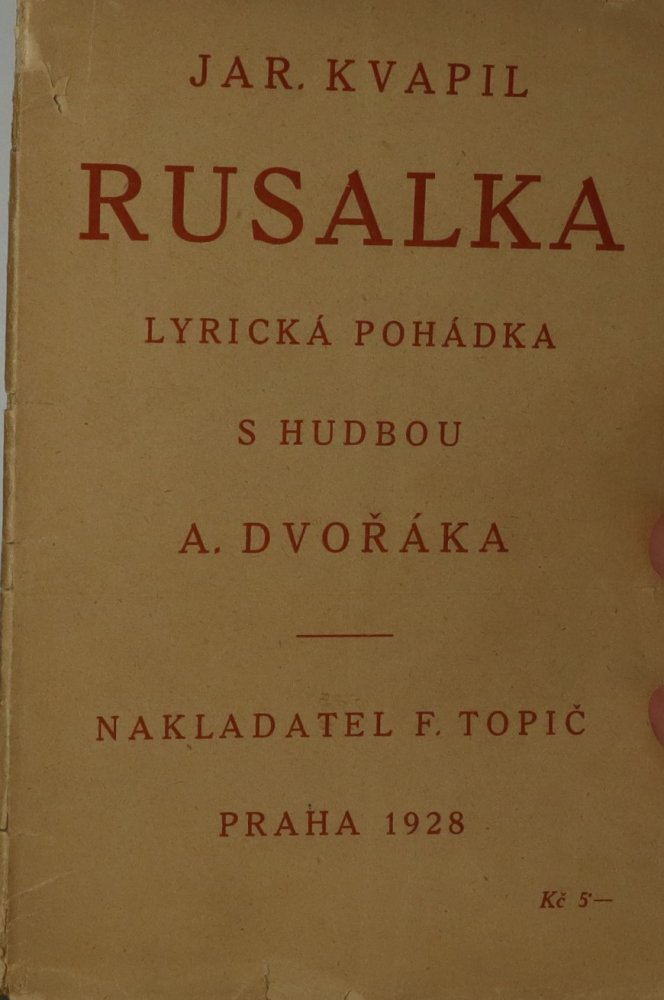 JAR. KVAPIL
RUSALKA
LYRICKÁ POHÁDKA
S HUDBOU
A. DVOŘÁKA
NAKLADATEL F. TOPIČ
PRAHA 1928
Kč 5·—